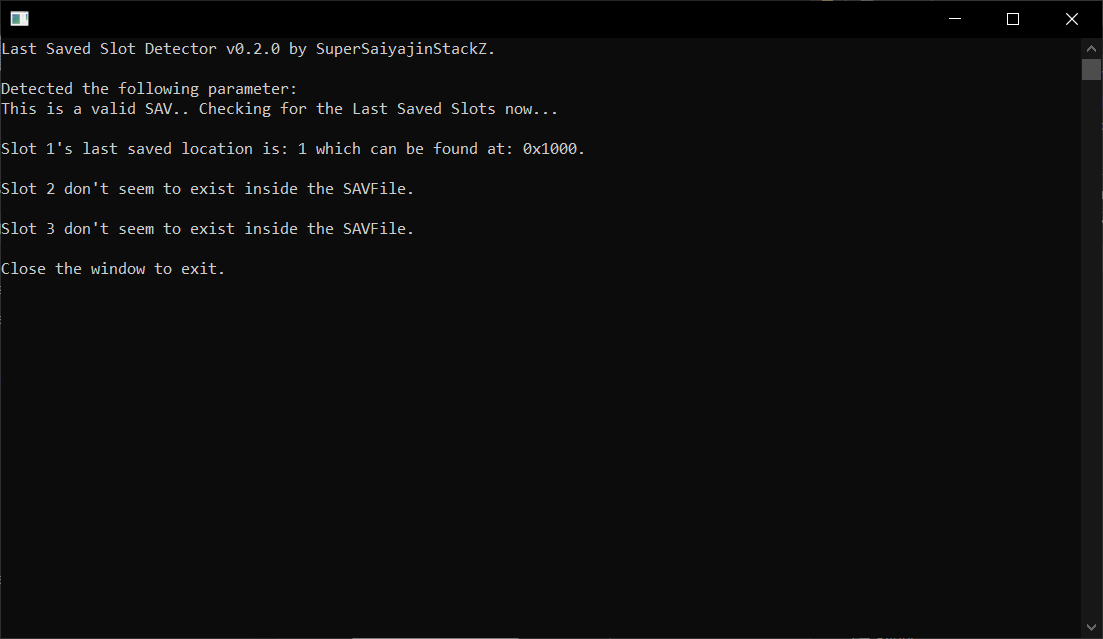 Last Saved Slot Detector v0.2.0 by SuperSaiyajinStackZ.
Detected the following parameter:
This is a valid SAV.. Checking for the Last Saved Slots now...
Slot 1's last saved location is: 1 which can be found at: 0x1000.
Slot 2 don't seem to exist inside the SAVFile.
Slot 3 don't seem to exist inside the SAVFile.
Close the window to exit.